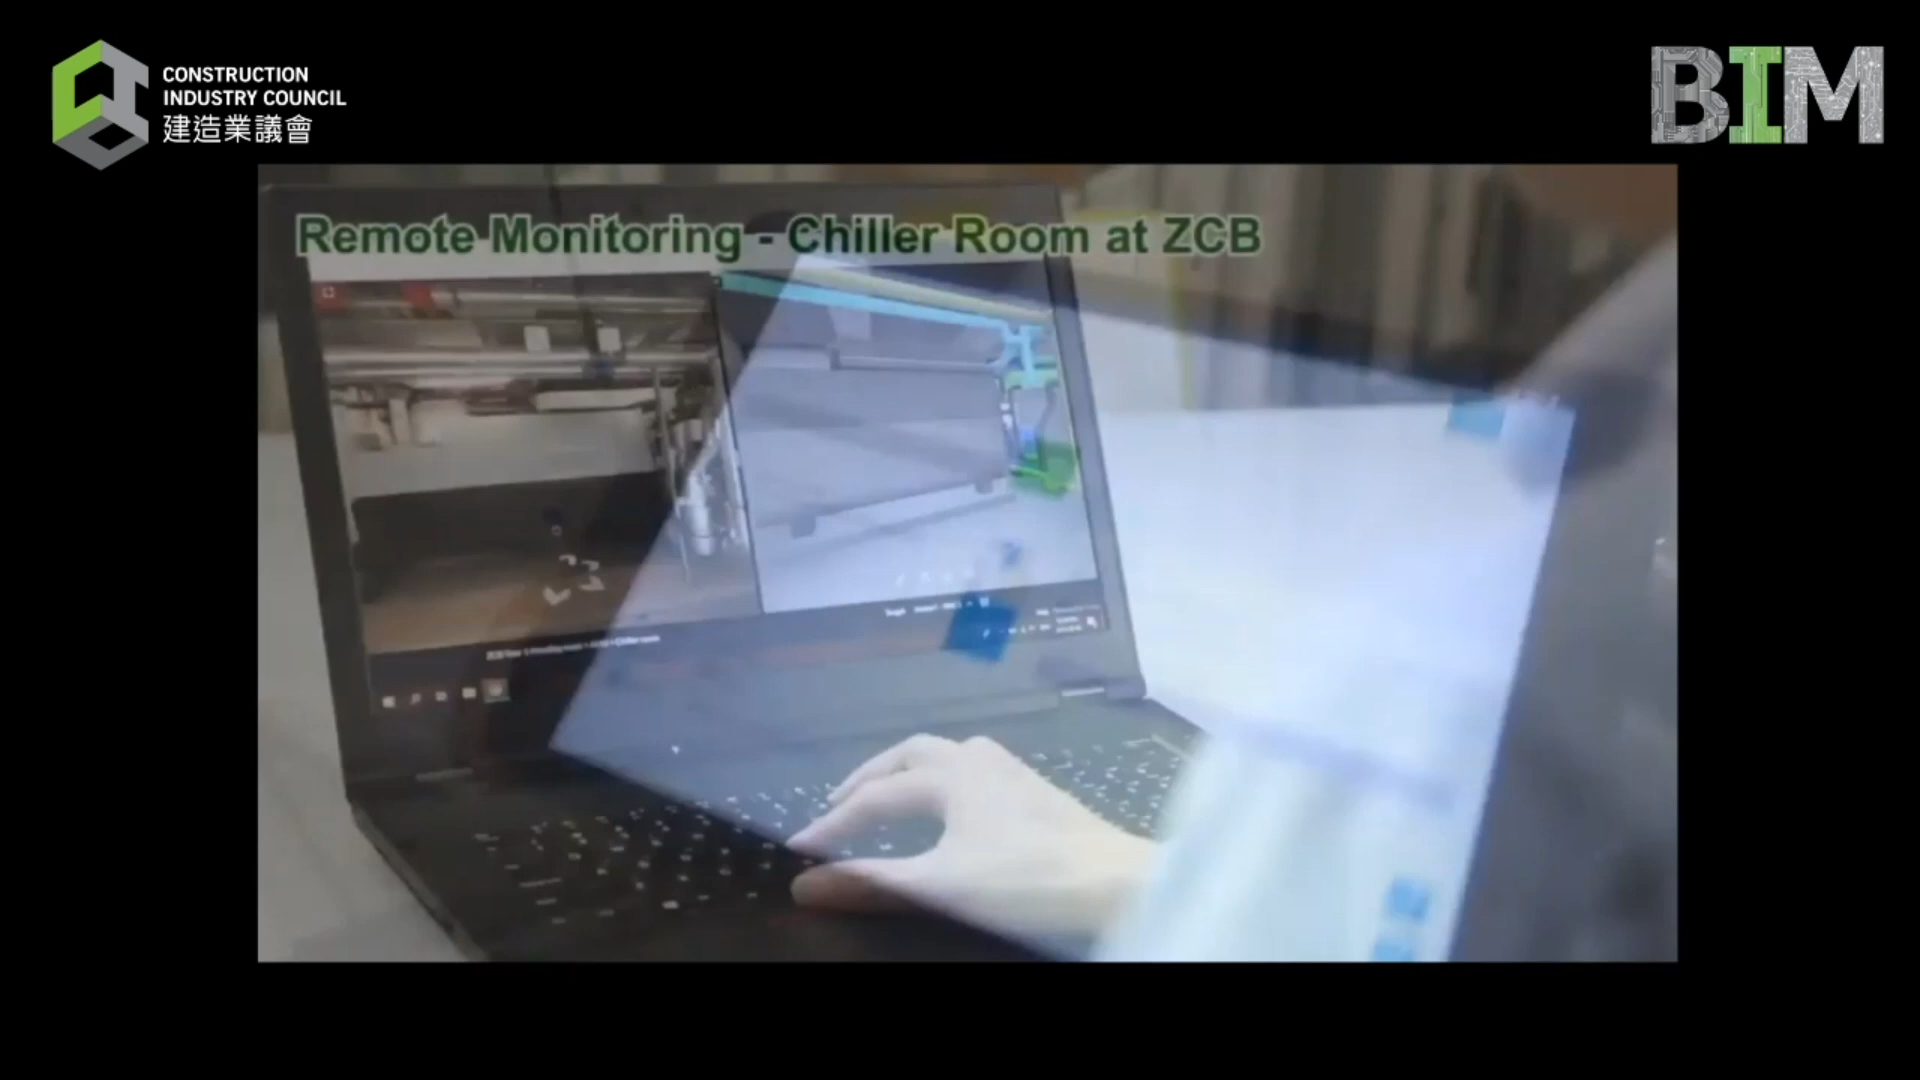 CONSTRUCTION
INDUSTRY COUNCIL
建造業議會
BIM
Remote Monitoring - Chiller Room at ZCB